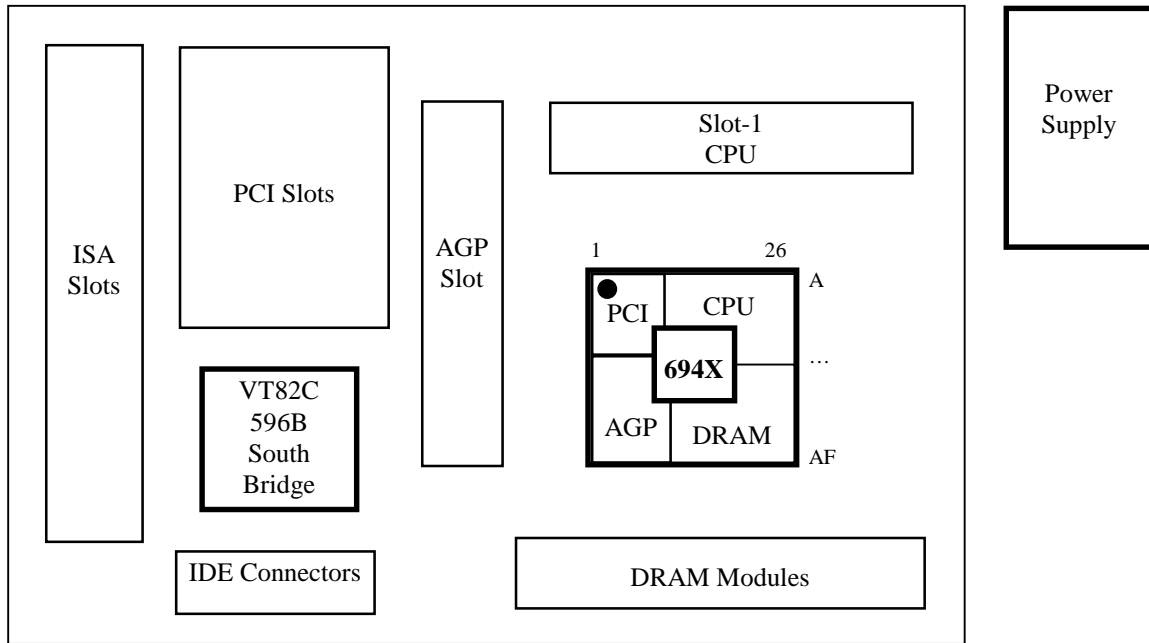 ISA
Slots
PCI Slots
VT82C
596B
South
Bridge
IDE Connectors
AGP
Slot
Slot-1
CPU
1
26
A
...
AF
PCI
CPU
694X
AGP
DRAM
DRAM Modules
Power
Supply